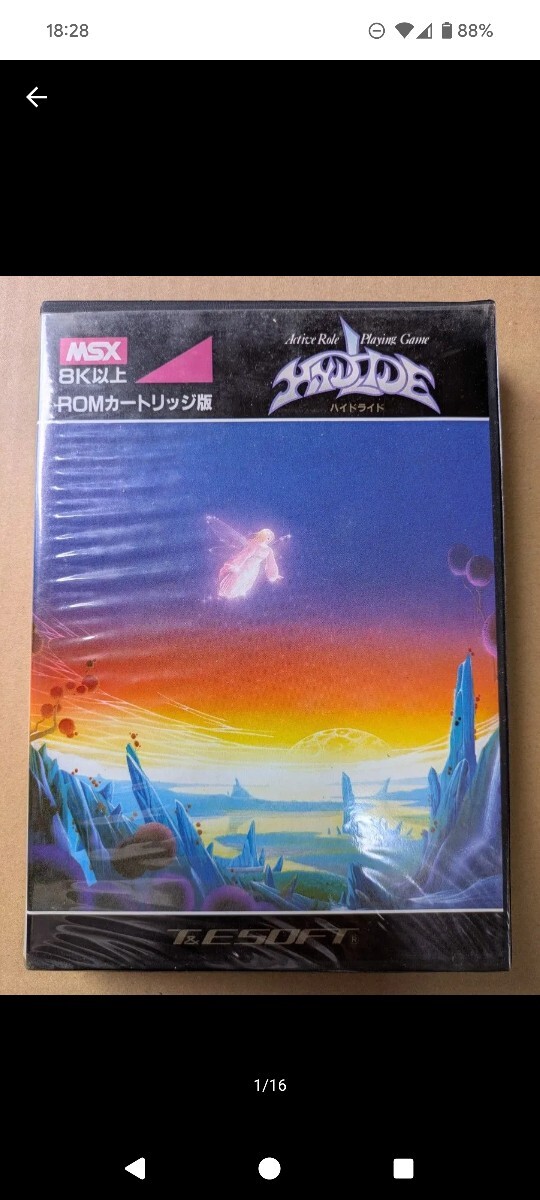 18:28
88%
MSX
8K以上
ROMカートリッジ版
Active Role Playing Game
HYDLIDE
ハイドライド
T&E SOFT
1/16